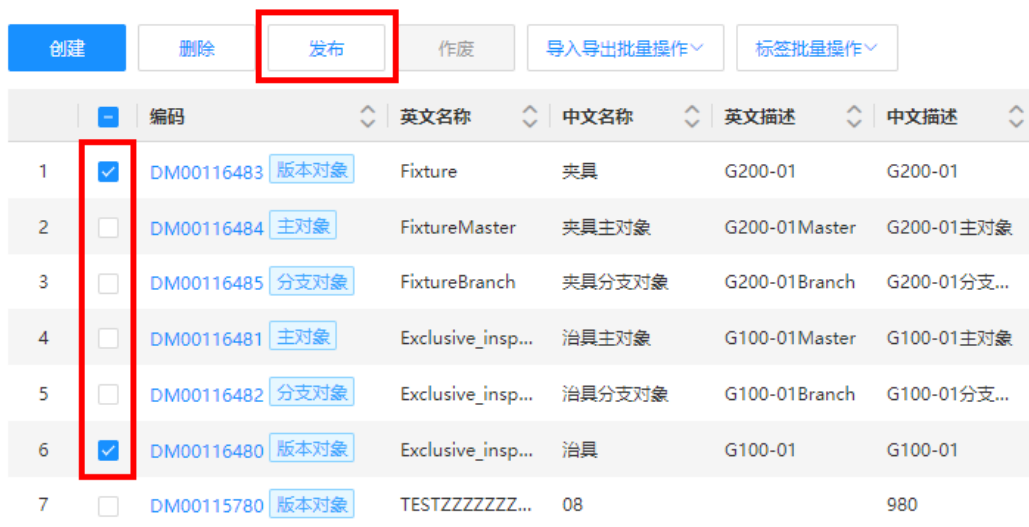 创建 删除 发布 作废 导入导出批量操作 标签批量操作
编码 英文名称 中文名称 英文描述 中文描述
1 DM00116483 版本对象 Fixture 夹具 G200-01 G200-01
2 DM00116484 主对象 FixtureMaster 夹具主对象 G200-01Master G200-01主对象
3 DM00116485 分支对象 FixtureBranch 夹具分支对象 G200-01Branch G200-01分支...
4 DM00116481 主对象 Exclusive_insp... 治具主对象 G100-01Master G100-01主对象
5 DM00116482 分支对象 Exclusive_insp... 治具分支对象 G100-01Branch G100-01分支...
6 DM00116480 版本对象 Exclusive_insp... 治具 G100-01 G100-01
7 DM00115780 版本对象 TESTZZZZZZZ... 08 980